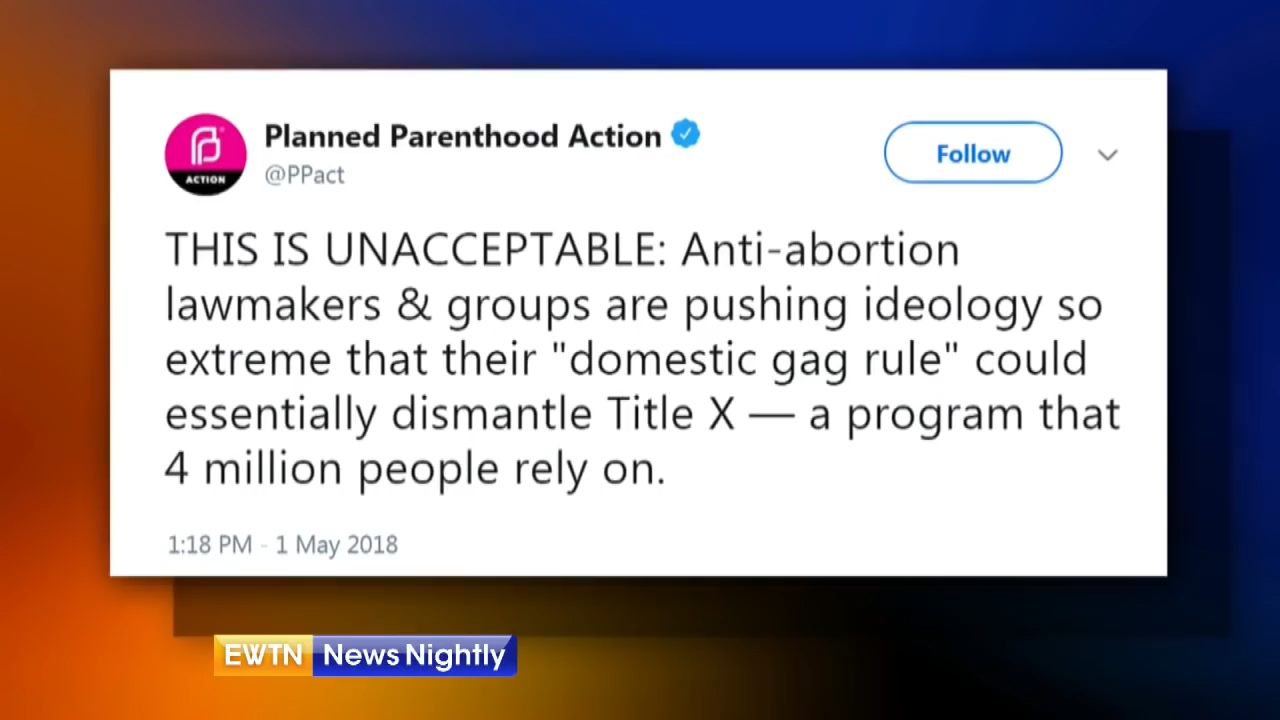 Planned Parenthood Action
@PPact
Follow
ACTION
THIS IS UNACCEPTABLE: Anti-abortion
lawmakers & groups are pushing ideology so
extreme that their "domestic gag rule" could
essentially dismantle Title X — a program that
4 million people rely on.
1:18 PM - 1 May 2018
EWTN News Nightly